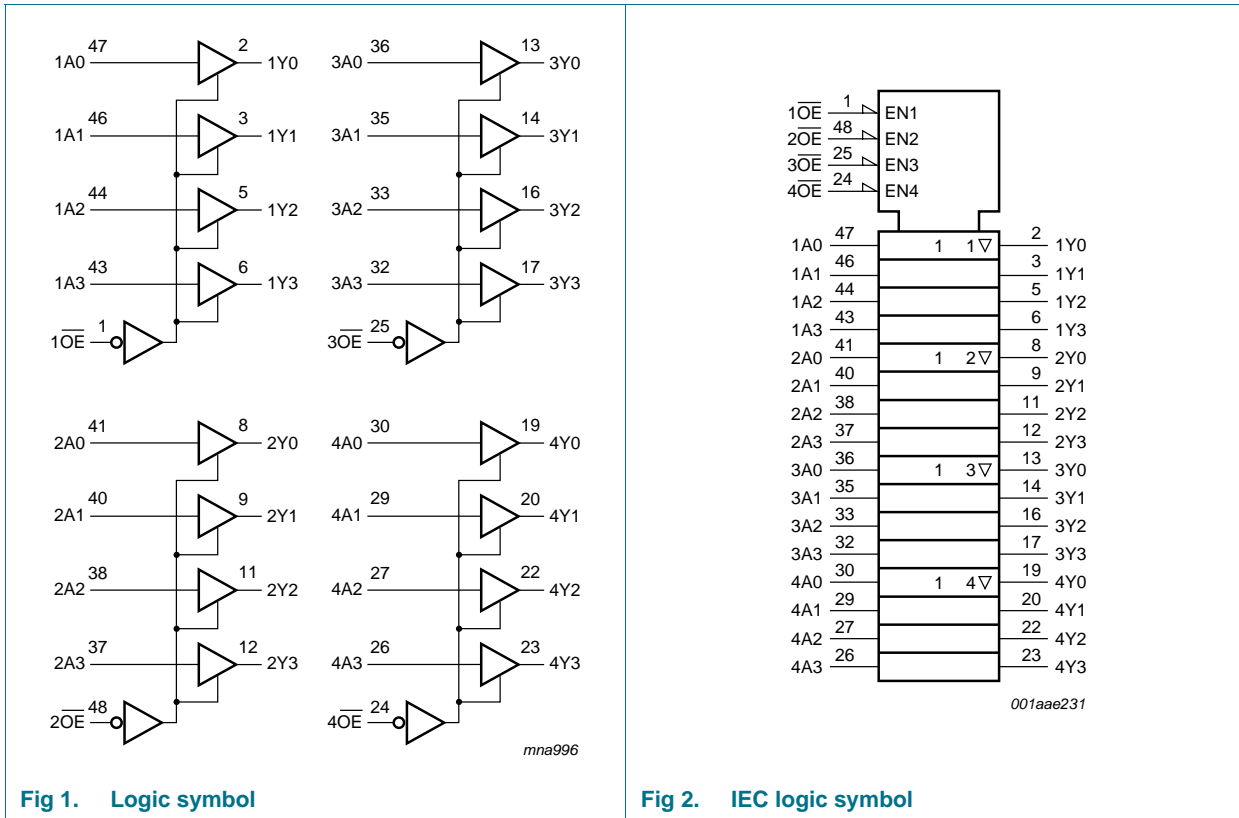 47 2
1A0 1Y0
46 3
1A1 1Y1
44 5
1A2 1Y2
43 6
1A3 1Y3
1O̅E̅ 1
36 13
3A0 3Y0
35 14
3A1 3Y1
33 16
3A2 3Y2
32 17
3A3 3Y3
3O̅E̅ 25
41 8
2A0 2Y0
40 9
2A1 2Y1
38 11
2A2 2Y2
37 12
2A3 2Y3
2O̅E̅ 48
30 19
4A0 4Y0
29 20
4A1 4Y1
27 22
4A2 4Y2
26 23
4A3 4Y3
4O̅E̅ 24
mna996
Fig 1. Logic symbol
1O̅E̅ 1 EN1
2O̅E̅ 48 EN2
3O̅E̅ 25 EN3
4O̅E̅ 24 EN4
1A0 47 1 1▽ 2 1Y0
1A1 46 3 1Y1
1A2 44 5 1Y2
1A3 43 6 1Y3
2A0 41 1 2▽ 8 2Y0
2A1 40 9 2Y1
2A2 38 11 2Y2
2A3 37 12 2Y3
3A0 36 1 3▽ 13 3Y0
3A1 35 14 3Y1
3A2 33 16 3Y2
3A3 32 17 3Y3
4A0 30 1 4▽ 19 4Y0
4A1 29 20 4Y1
4A2 27 22 4Y2
4A3 26 23 4Y3
001aae231
Fig 2. IEC logic symbol